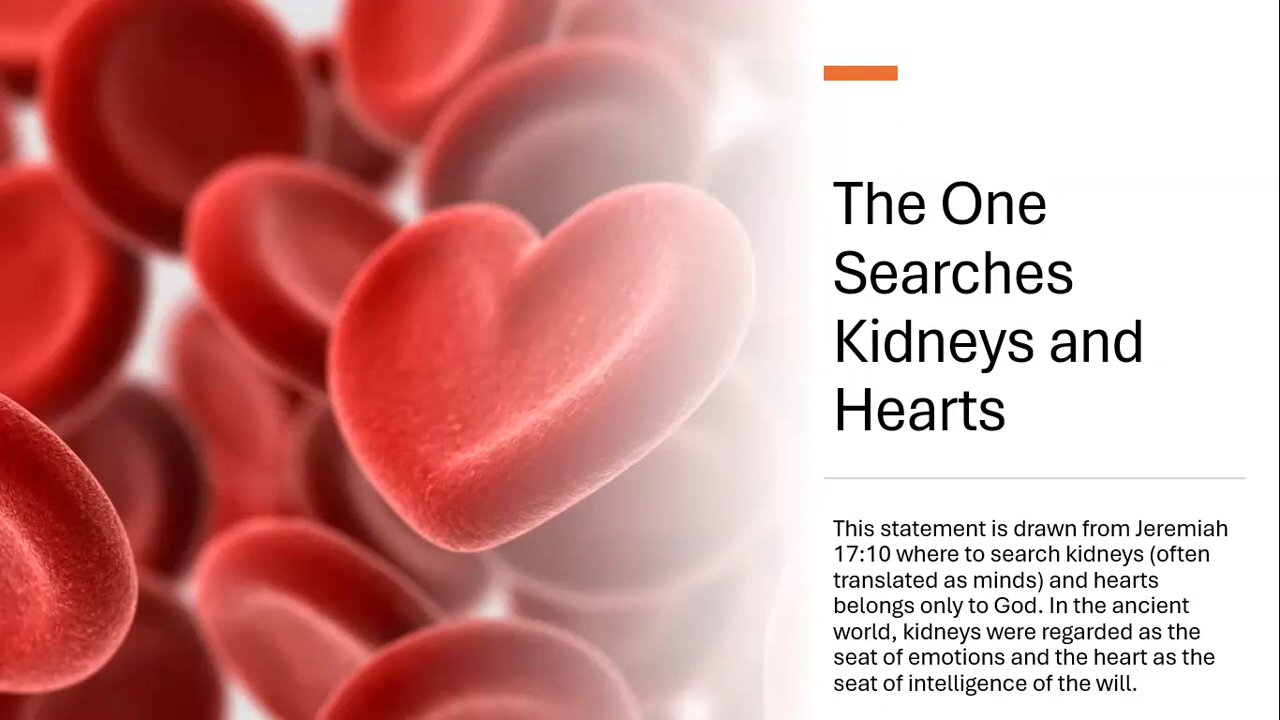 The One
Searches
Kidneys and
Hearts
This statement is drawn from Jeremiah
17:10 where to search kidneys (often
translated as minds) and hearts
belongs only to God. In the ancient
world, kidneys were regarded as the
seat of emotions and the heart as the
seat of intelligence of the will.